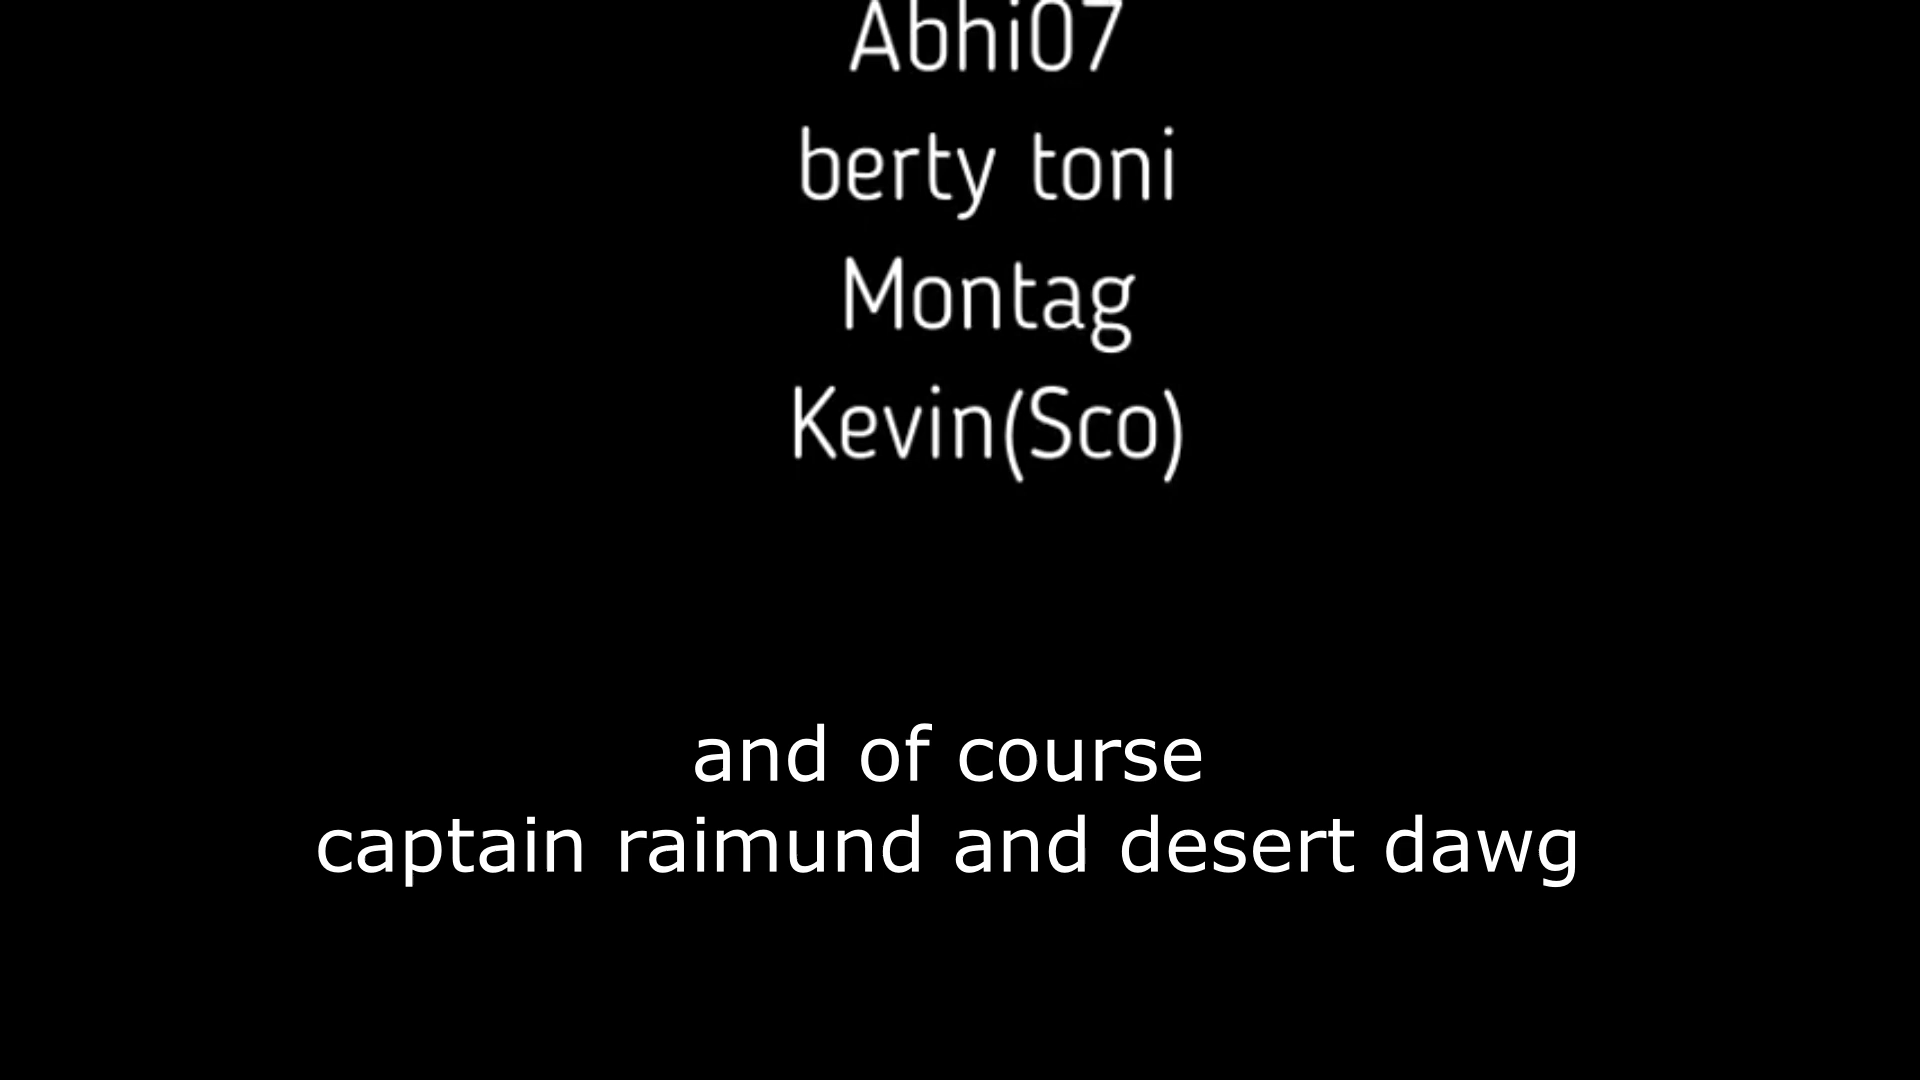 Abhi07
berty toni
Montag
Kevin(Sco)
and of course
captain raimund and desert dawg